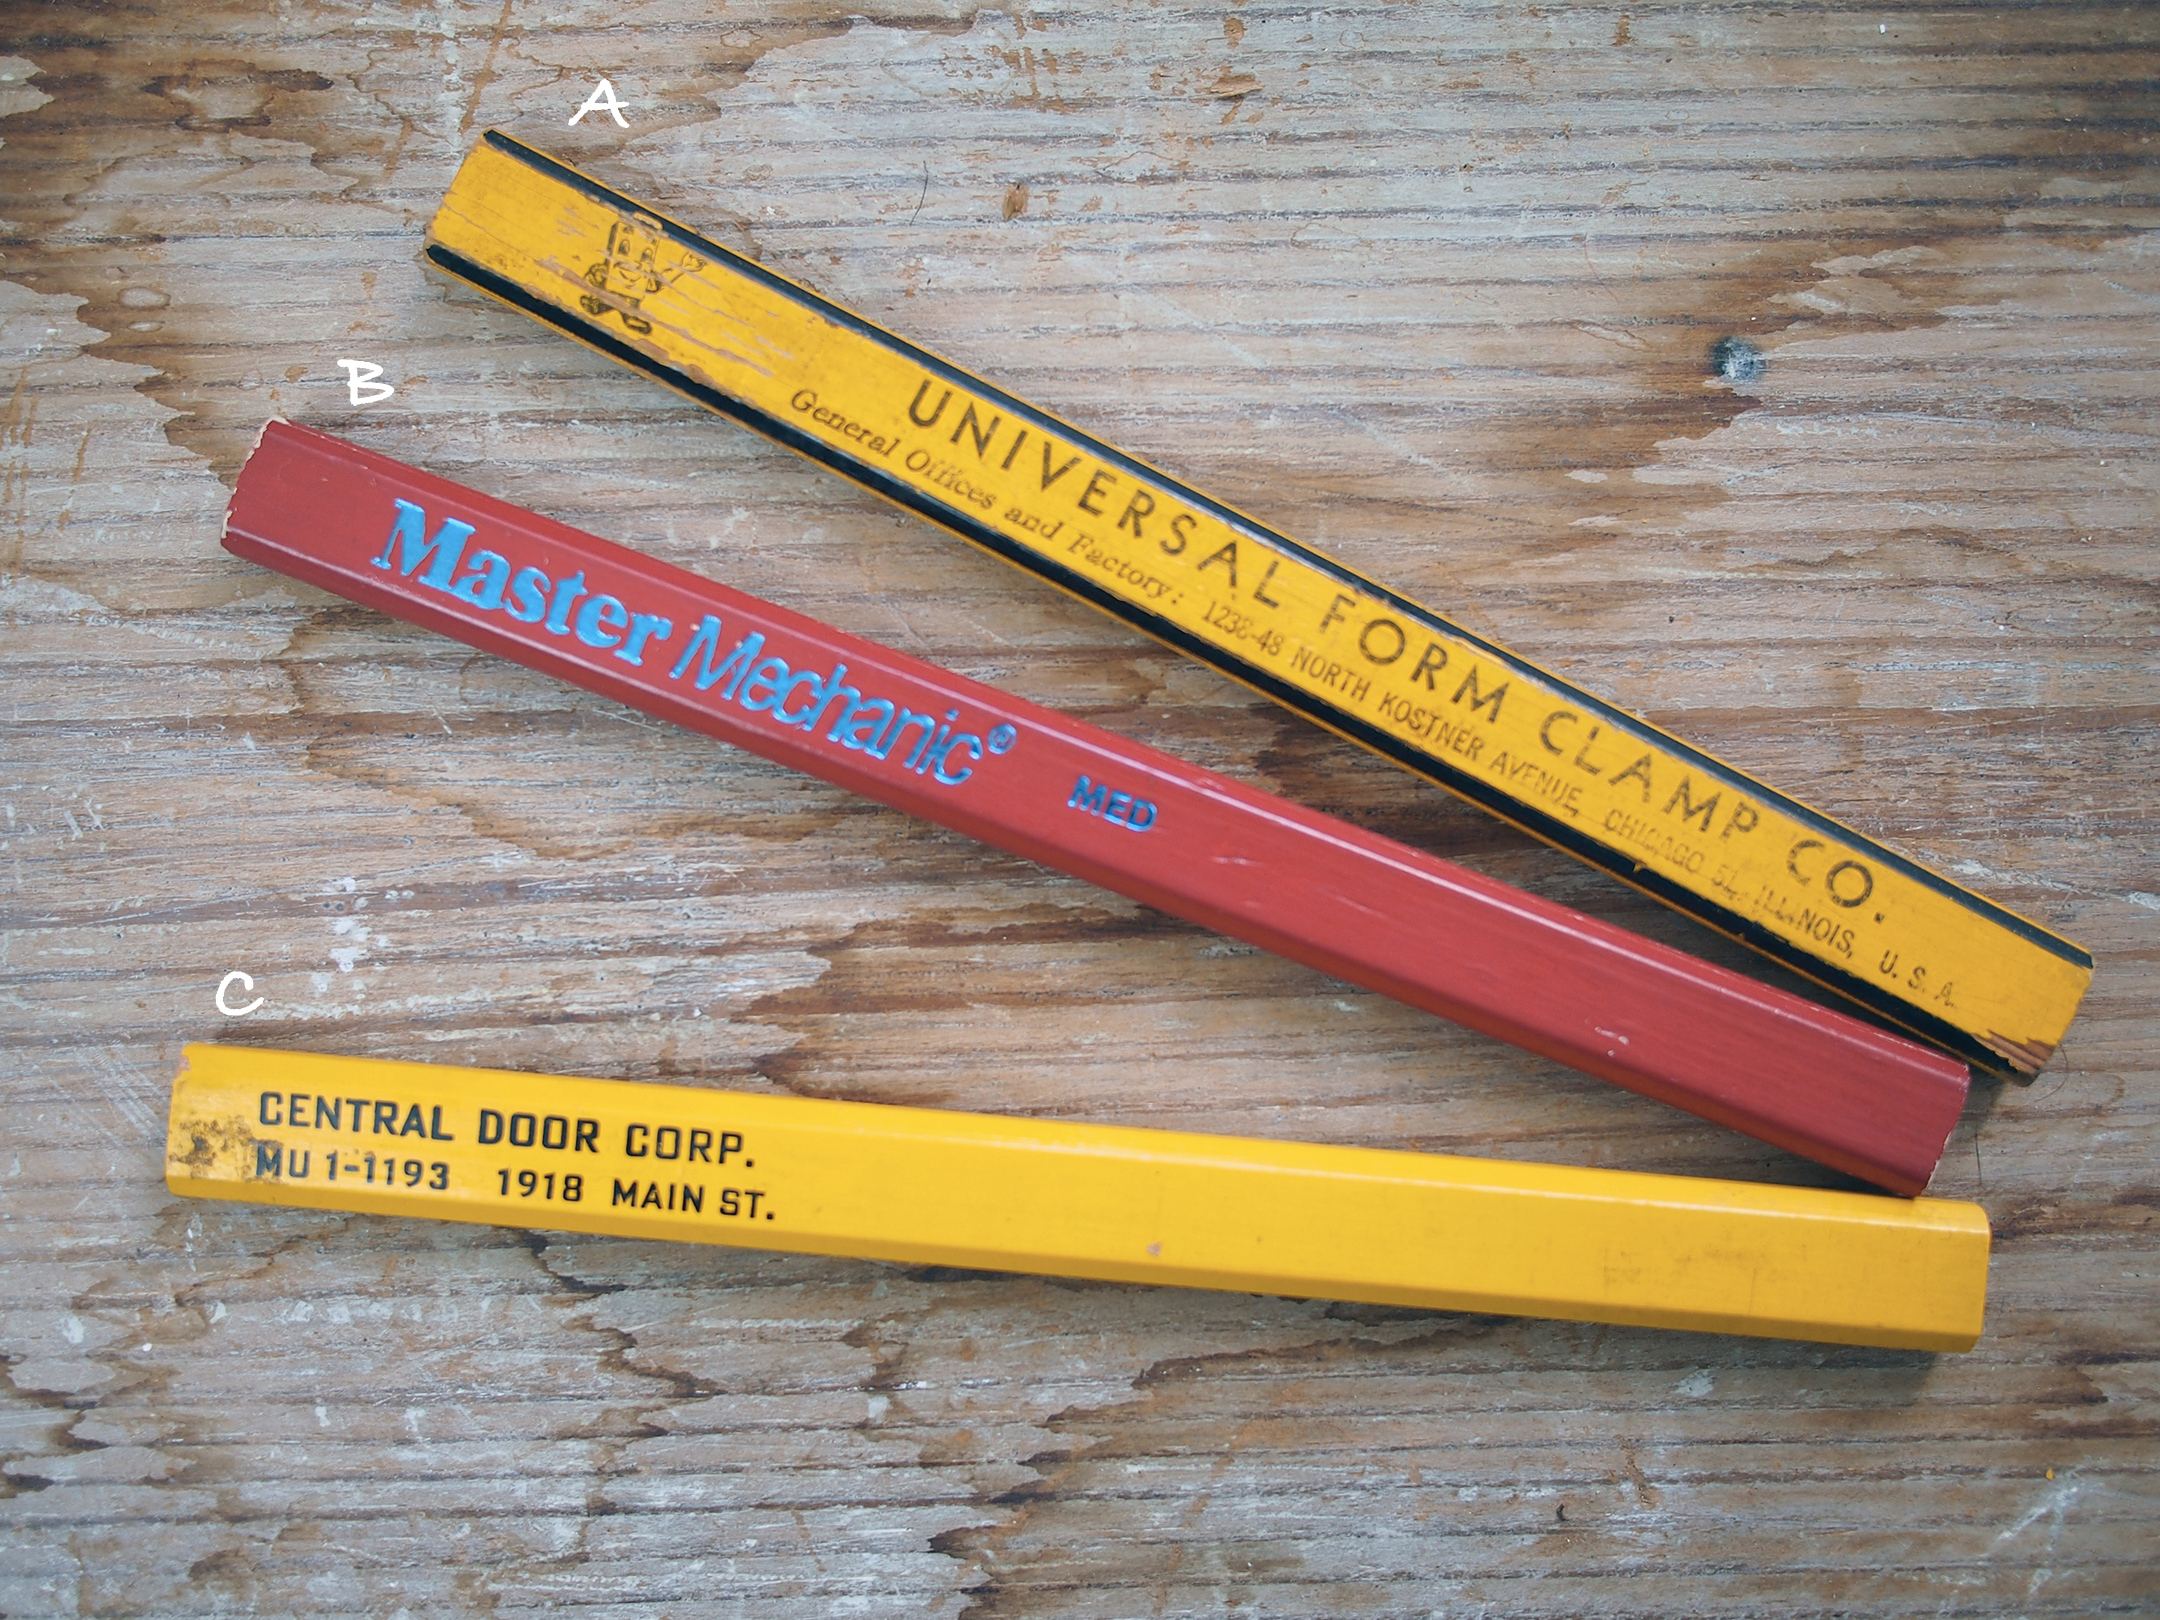 A
UNIVERSAL FORM CLAMP CO.
General Offices and Factory: 1238-48 NORTH KOSTNER AVENUE, CHICAGO 51, ILLINOIS, U. S. A.
B
Master Mechanic® MED
C
CENTRAL DOOR CORP.
MU 1-1193 1918 MAIN ST.